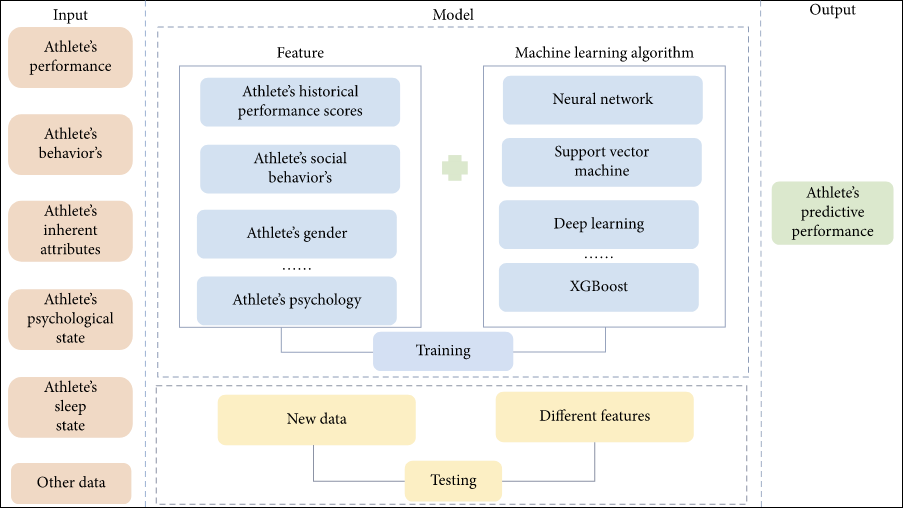 Input
Athlete's
performance
Athlete's
behavior's
Athlete's
inherent
attributes
Athlete's
psychological
state
Athlete's
sleep
state
Other data
Model
Feature
Athlete's historical
performance scores
Athlete's social
behavior's
Athlete's gender
......
Athlete's psychology
Machine learning algorithm
Neural network
Support vector
machine
Deep learning
......
XGBoost
Training
New data
Different features
Testing
Output
Athlete's
predictive
performance